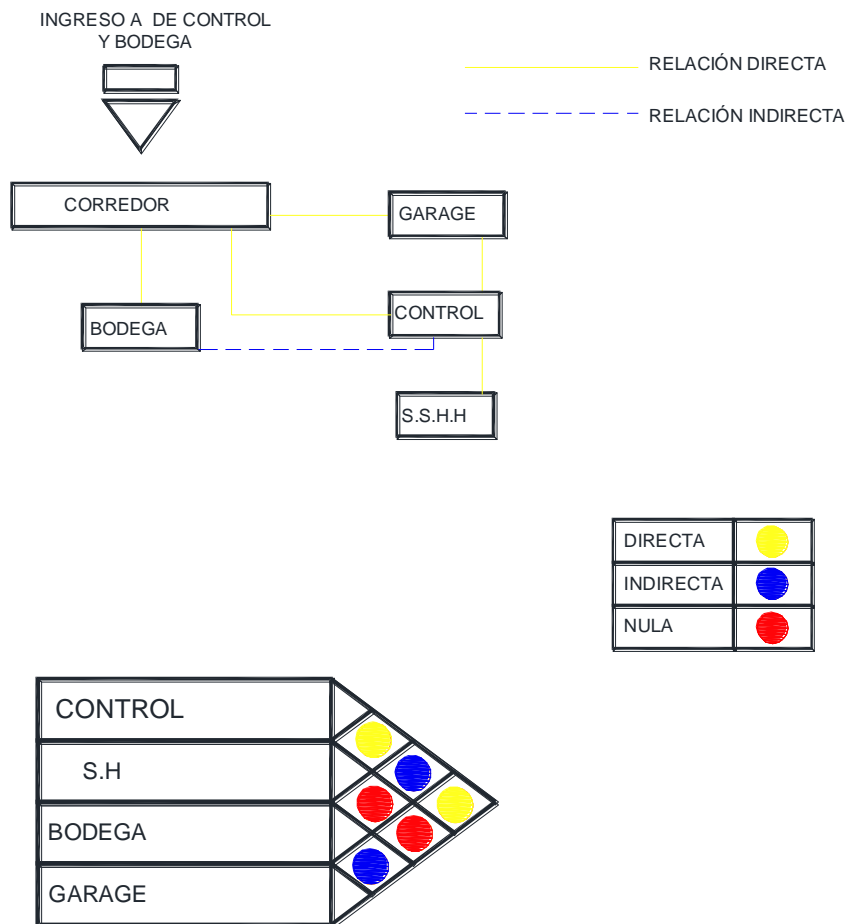 INGRESO A DE CONTROL
Y BODEGA
RELACIÓN DIRECTA
RELACIÓN INDIRECTA
CORREDOR
GARAGE
BODEGA
CONTROL
S.S.H.H
DIRECTA
INDIRECTA
NULA
CONTROL
S.H
BODEGA
GARAGE